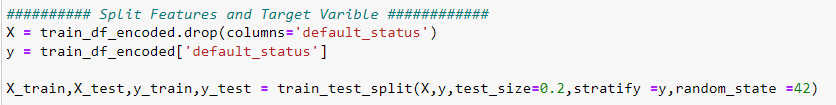 ########## Split Features and Target Varible ############
X = train_df_encoded.drop(columns='default_status')
y = train_df_encoded['default_status']
X_train,X_test,y_train,y_test = train_test_split(X,y,test_size=0.2,stratify =y,random_state =42)